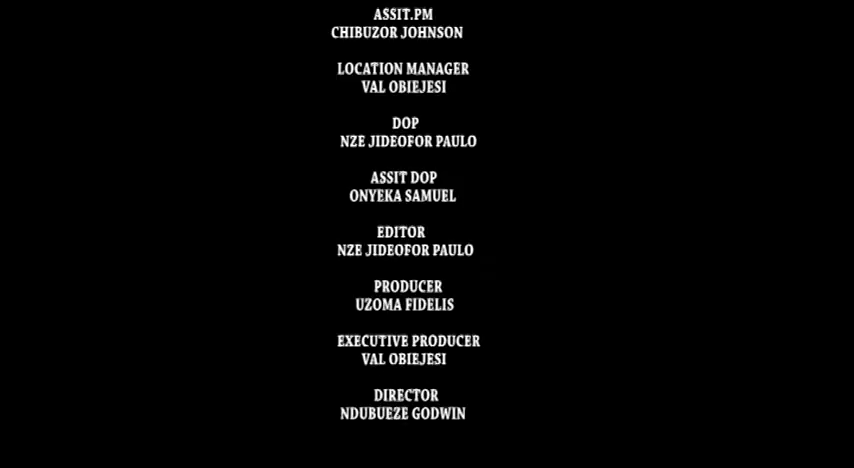 ASSIT.PM
CHIBUZOR JOHNSON
LOCATION MANAGER
VAL OBIEJESI
DOP
NZE JIDEOFOR PAULO
ASSIT DOP
ONYEKA SAMUEL
EDITOR
NZE JIDEOFOR PAULO
PRODUCER
UZOMA FIDELIS
EXECUTIVE PRODUCER
VAL OBIEJESI
DIRECTOR
NDUBUEZE GODWIN